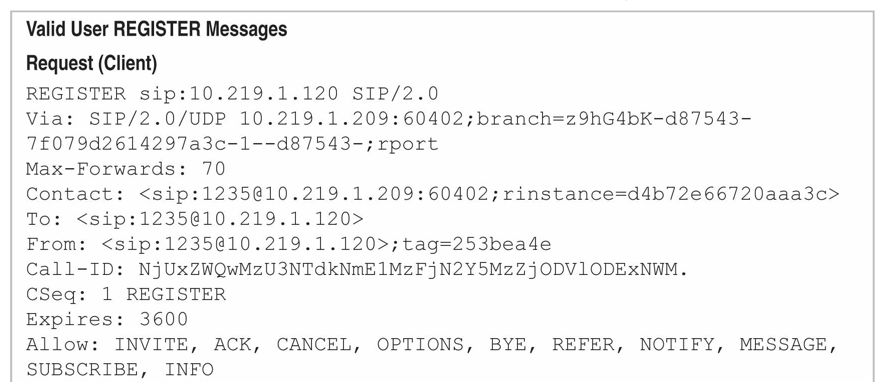 Valid User REGISTER Messages
Request (Client)
REGISTER sip:10.219.1.120 SIP/2.0
Via: SIP/2.0/UDP 10.219.1.209:60402;branch=z9hG4bK-d87543-
7f079d2614297a3c-1--d87543-;rport
Max-Forwards: 70
Contact: <sip:1235@10.219.1.209:60402;rinstance=d4b72e66720aaa3c>
To: <sip:1235@10.219.1.120>
From: <sip:1235@10.219.1.120>;tag=253bea4e
Call-ID: NjUxZWQwMzU3NTdkNmE1MzFjN2Y5MzZjODVlODExNWM.
CSeq: 1 REGISTER
Expires: 3600
Allow: INVITE, ACK, CANCEL, OPTIONS, BYE, REFER, NOTIFY, MESSAGE,
SUBSCRIBE, INFO